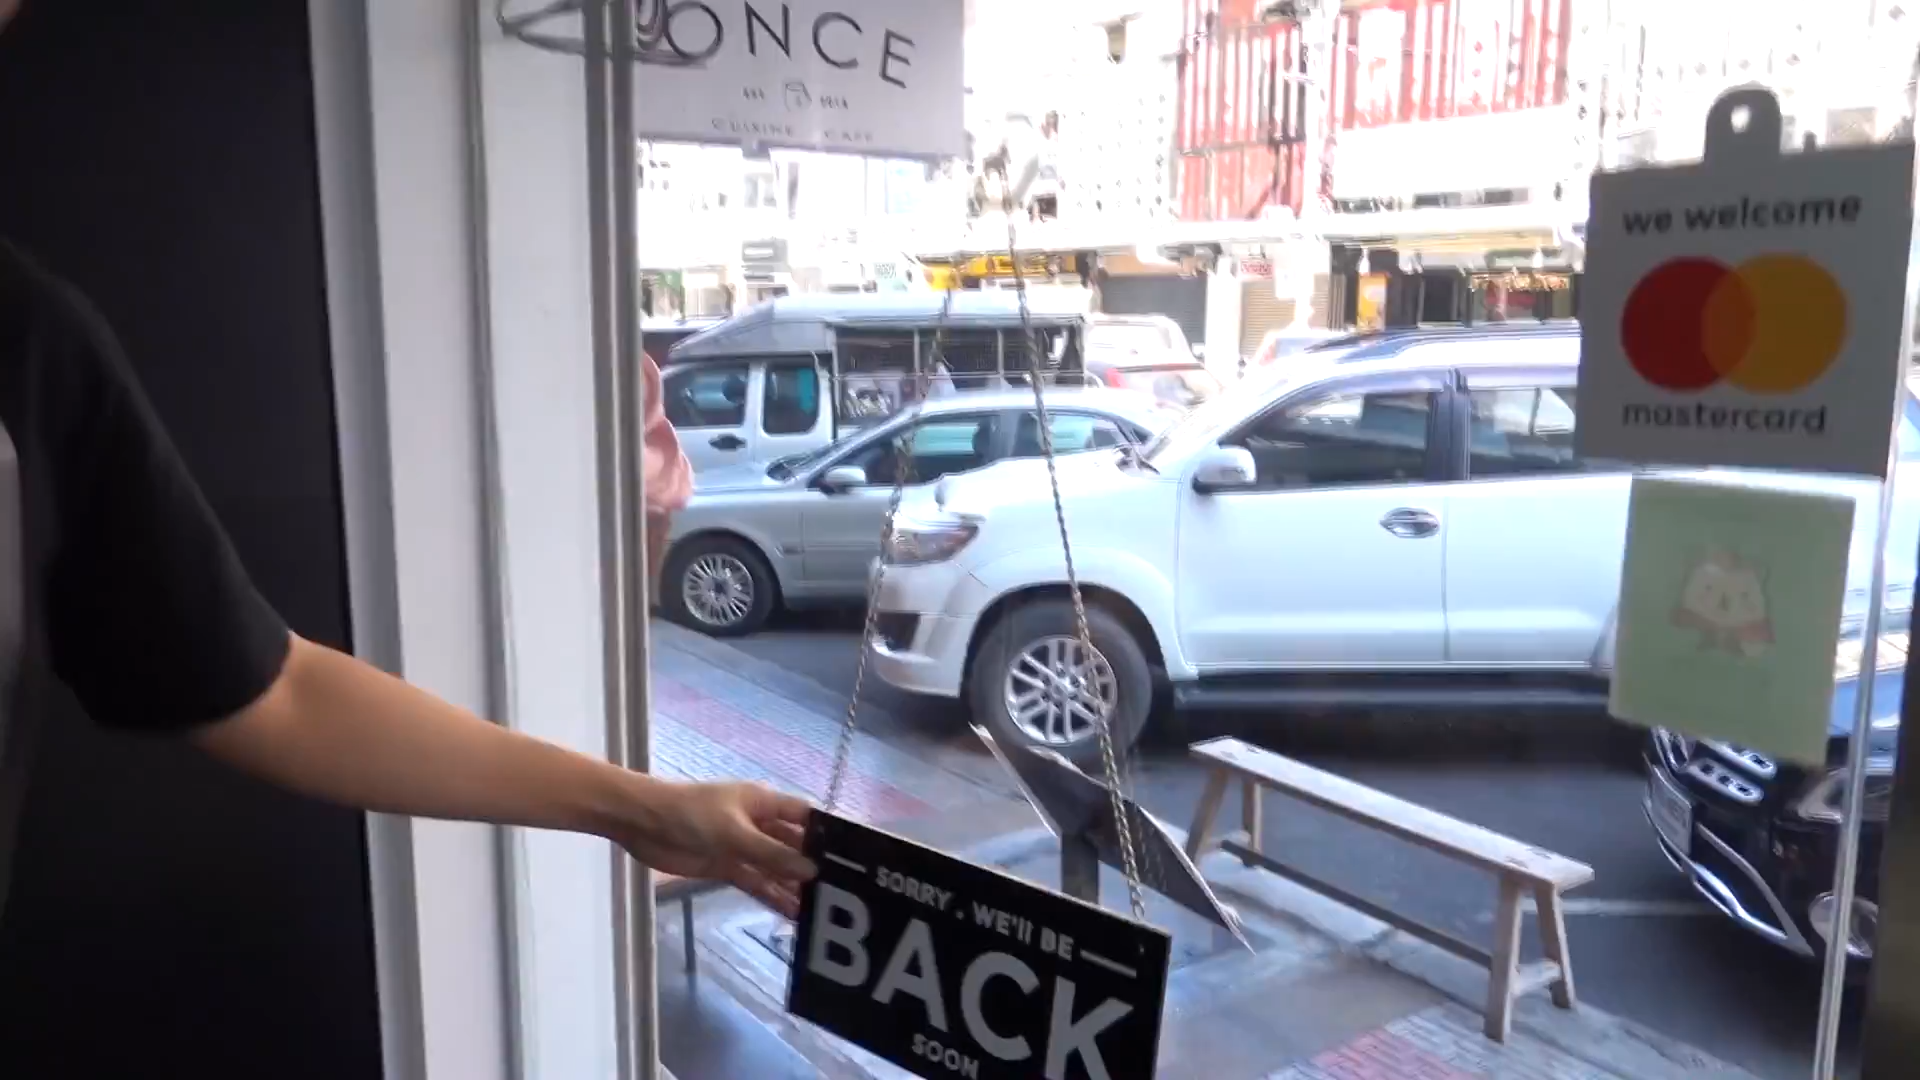 ONCE
CUISINE CAFE
we welcome
mastercard
SORRY . WE'll BE
BACK
SOON